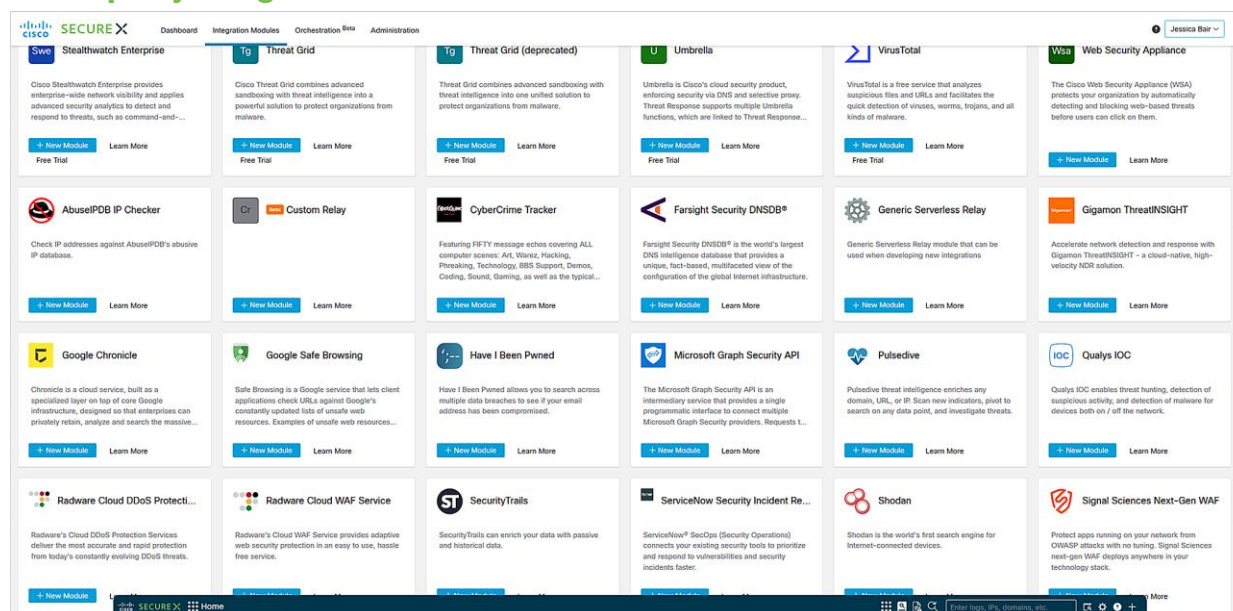 CISCO SECURE X Dashboard Integration Modules Orchestration Beta Administration Jessica Bair
Swe Stealthwatch Enterprise
Cisco Stealthwatch Enterprise provides
enterprise-wide network visibility and applies
advanced security analytics to detect and
respond to threats, such as command-and-...
+ New Module Learn More
Free Trial
Tg Threat Grid
Cisco Threat Grid combines advanced
sandboxing with threat intelligence into a
powerful solution to protect organizations from
malware.
+ New Module Learn More
Free Trial
Tg Threat Grid (deprecated)
Threat Grid combines advanced sandboxing with
threat intelligence into one unified solution to
protect organizations from malware.
+ New Module Learn More
Free Trial
U Umbrella
Umbrella is Cisco's cloud security product,
enforcing security via DNS and selective proxy.
Threat Response supports multiple Umbrella
functions, which are linked to Threat Response...
+ New Module Learn More
Free Trial
VirusTotal
VirusTotal is a free service that analyzes
suspicious files and URLs and facilitates the
quick detection of viruses, worms, trojans, and all
kinds of malware.
+ New Module Learn More
Free Trial
Wsa Web Security Appliance
The Cisco Web Security Appliance (WSA)
protects your organization by automatically
detecting and blocking web-based threats
before users can click on them.
+ New Module Learn More
AbuseIPDB IP Checker
Check IP addresses against AbuseIPDB's abusive
IP database.
+ New Module Learn More
Cr Beta Custom Relay
+ New Module Learn More
CyberCrime Tracker
Featuring FIFTY message echos covering ALL
computer scenes: Art, Warez, Hacking,
Phreaking, Technology, BBS Support, Demos,
Coding, Sound, Gaming, as well as the typical...
+ New Module Learn More
Farsight Security DNSDB®
Farsight Security DNSDB® is the world's largest
DNS intelligence database that provides a
unique, fact-based, multifaceted view of the
configuration of the global Internet infrastructure.
+ New Module Learn More
Generic Serverless Relay
Generic Serverless Relay module that can be
used when developing new integrations
+ New Module Learn More
Gigamon Gigamon ThreatINSIGHT
Accelerate network detection and response with
Gigamon ThreatINSIGHT - a cloud-native, high-
velocity NDR solution.
+ New Module Learn More
Google Chronicle
Chronicle is a cloud service, built as a
specialized layer on top of core Google
infrastructure, designed so that enterprises can
privately retain, analyze and search the massive...
+ New Module Learn More
Google Safe Browsing
Safe Browsing is a Google service that lets client
applications check URLs against Google's
constantly updated lists of unsafe web
resources. Examples of unsafe web resources...
+ New Module Learn More
';-- Have I Been Pwned
Have I Been Pwned allows you to search across
multiple data breaches to see if your email
address has been compromised.
+ New Module Learn More
Microsoft Graph Security API
The Microsoft Graph Security API is an
intermediary service that provides a single
programmatic interface to connect multiple
Microsoft Graph Security providers. Requests t...
+ New Module Learn More
Pulsedive
Pulsedive threat intelligence enriches any
domain, URL, or IP. Scan new indicators, pivot to
search on any data point, and investigate threats.
+ New Module Learn More
IOC Qualys IOC
Qualys IOC enables threat hunting, detection of
suspicious activity, and detection of malware for
devices both on / off the network.
+ New Module Learn More
Radware Cloud DDoS Protecti...
Radware's Cloud DDoS Protection Services
deliver the most accurate and rapid protection
from today's constantly evolving DDoS threats.
+ New
Radware Cloud WAF Service
Radware's Cloud WAF Service provides adaptive
web security protection in an easy to use, hassle
free service.
ST SecurityTrails
SecurityTrails can enrich your data with passive
and historical data.
ServiceNow Security Incident Re...
ServiceNow® SecOps (Security Operations)
connects your existing security tools to prioritize
and respond to vulnerabilities and security
incidents faster.
Shodan
Shodan is the world's first search engine for
Internet-connected devices.
Signal Sciences Next-Gen WAF
Protect apps running on your network from
OWASP attacks with no tuning. Signal Sciences
next-gen WAF deploys anywhere in your
technology stack.
More
CISCO SECURE X Home Enter logs, IPs, domains, etc.